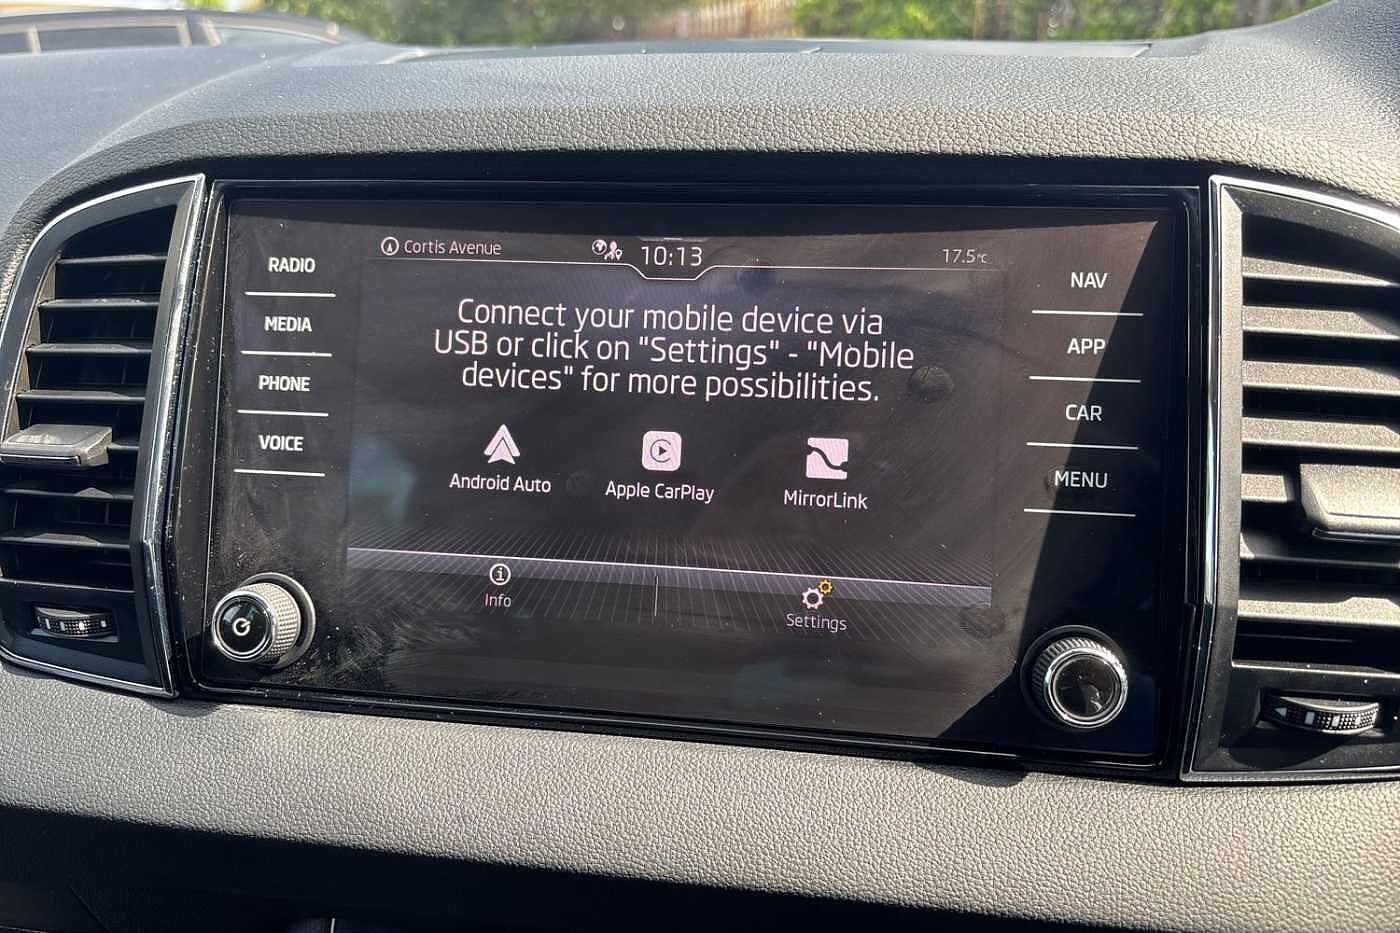 Cortis Avenue
10:13
17.5°C
RADIO
MEDIA
PHONE
VOICE
Connect your mobile device via
USB or click on "Settings" - "Mobile
devices" for more possibilities.
Android Auto
Apple CarPlay
MirrorLink
Info
Settings
NAV
APP
CAR
MENU